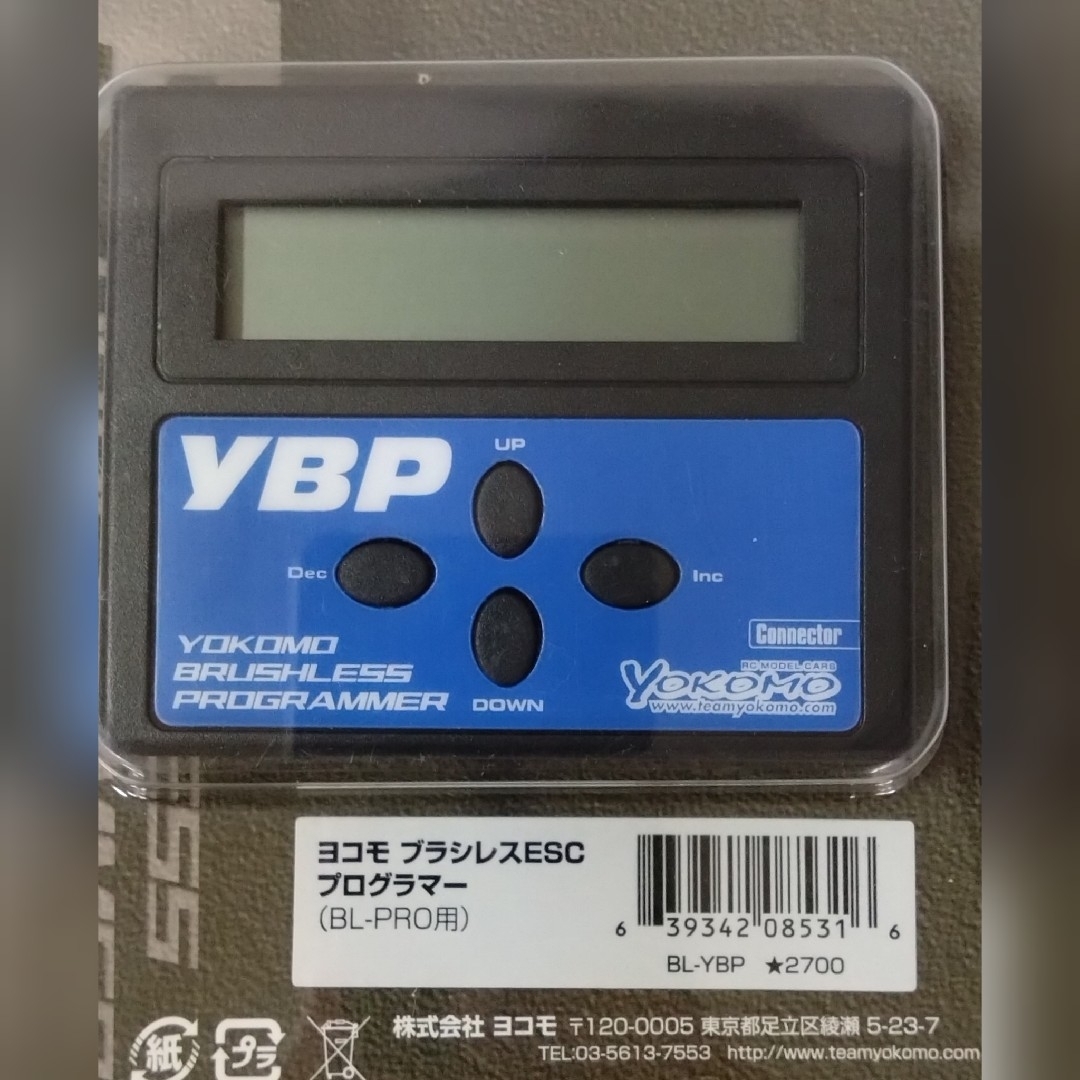 YBP
UP
Dec
Inc
DOWN
YOKOMO
BRUSHLESS
PROGRAMMER
Connector
RC MODEL CARS
YOKOMO
www.teamyokomo.com
ヨコモ ブラシレスESC
プログラマー
(BL-PRO用)
6 39342 08531 6
BL-YBP ★2700
株式会社 ヨコモ 〒120-0005 東京都足立区綾瀬 5-23-7
TEL:03-5613-7553 http://www.teamyokomo.com
紙
プラ